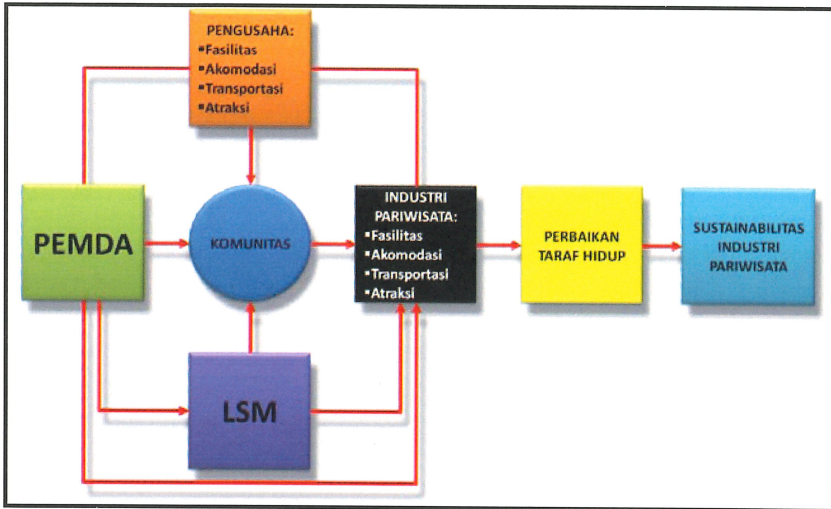 PENGUSAHA:
▪Fasilitas
▪Akomodasi
▪Transportasi
▪Atraksi
PEMDA
KOMUNITAS
INDUSTRI
PARIWISATA:
▪Fasilitas
▪Akomodasi
▪Transportasi
▪Atraksi
PERBAIKAN
TARAF HIDUP
SUSTAINABILITAS
INDUSTRI
PARIWISATA
LSM